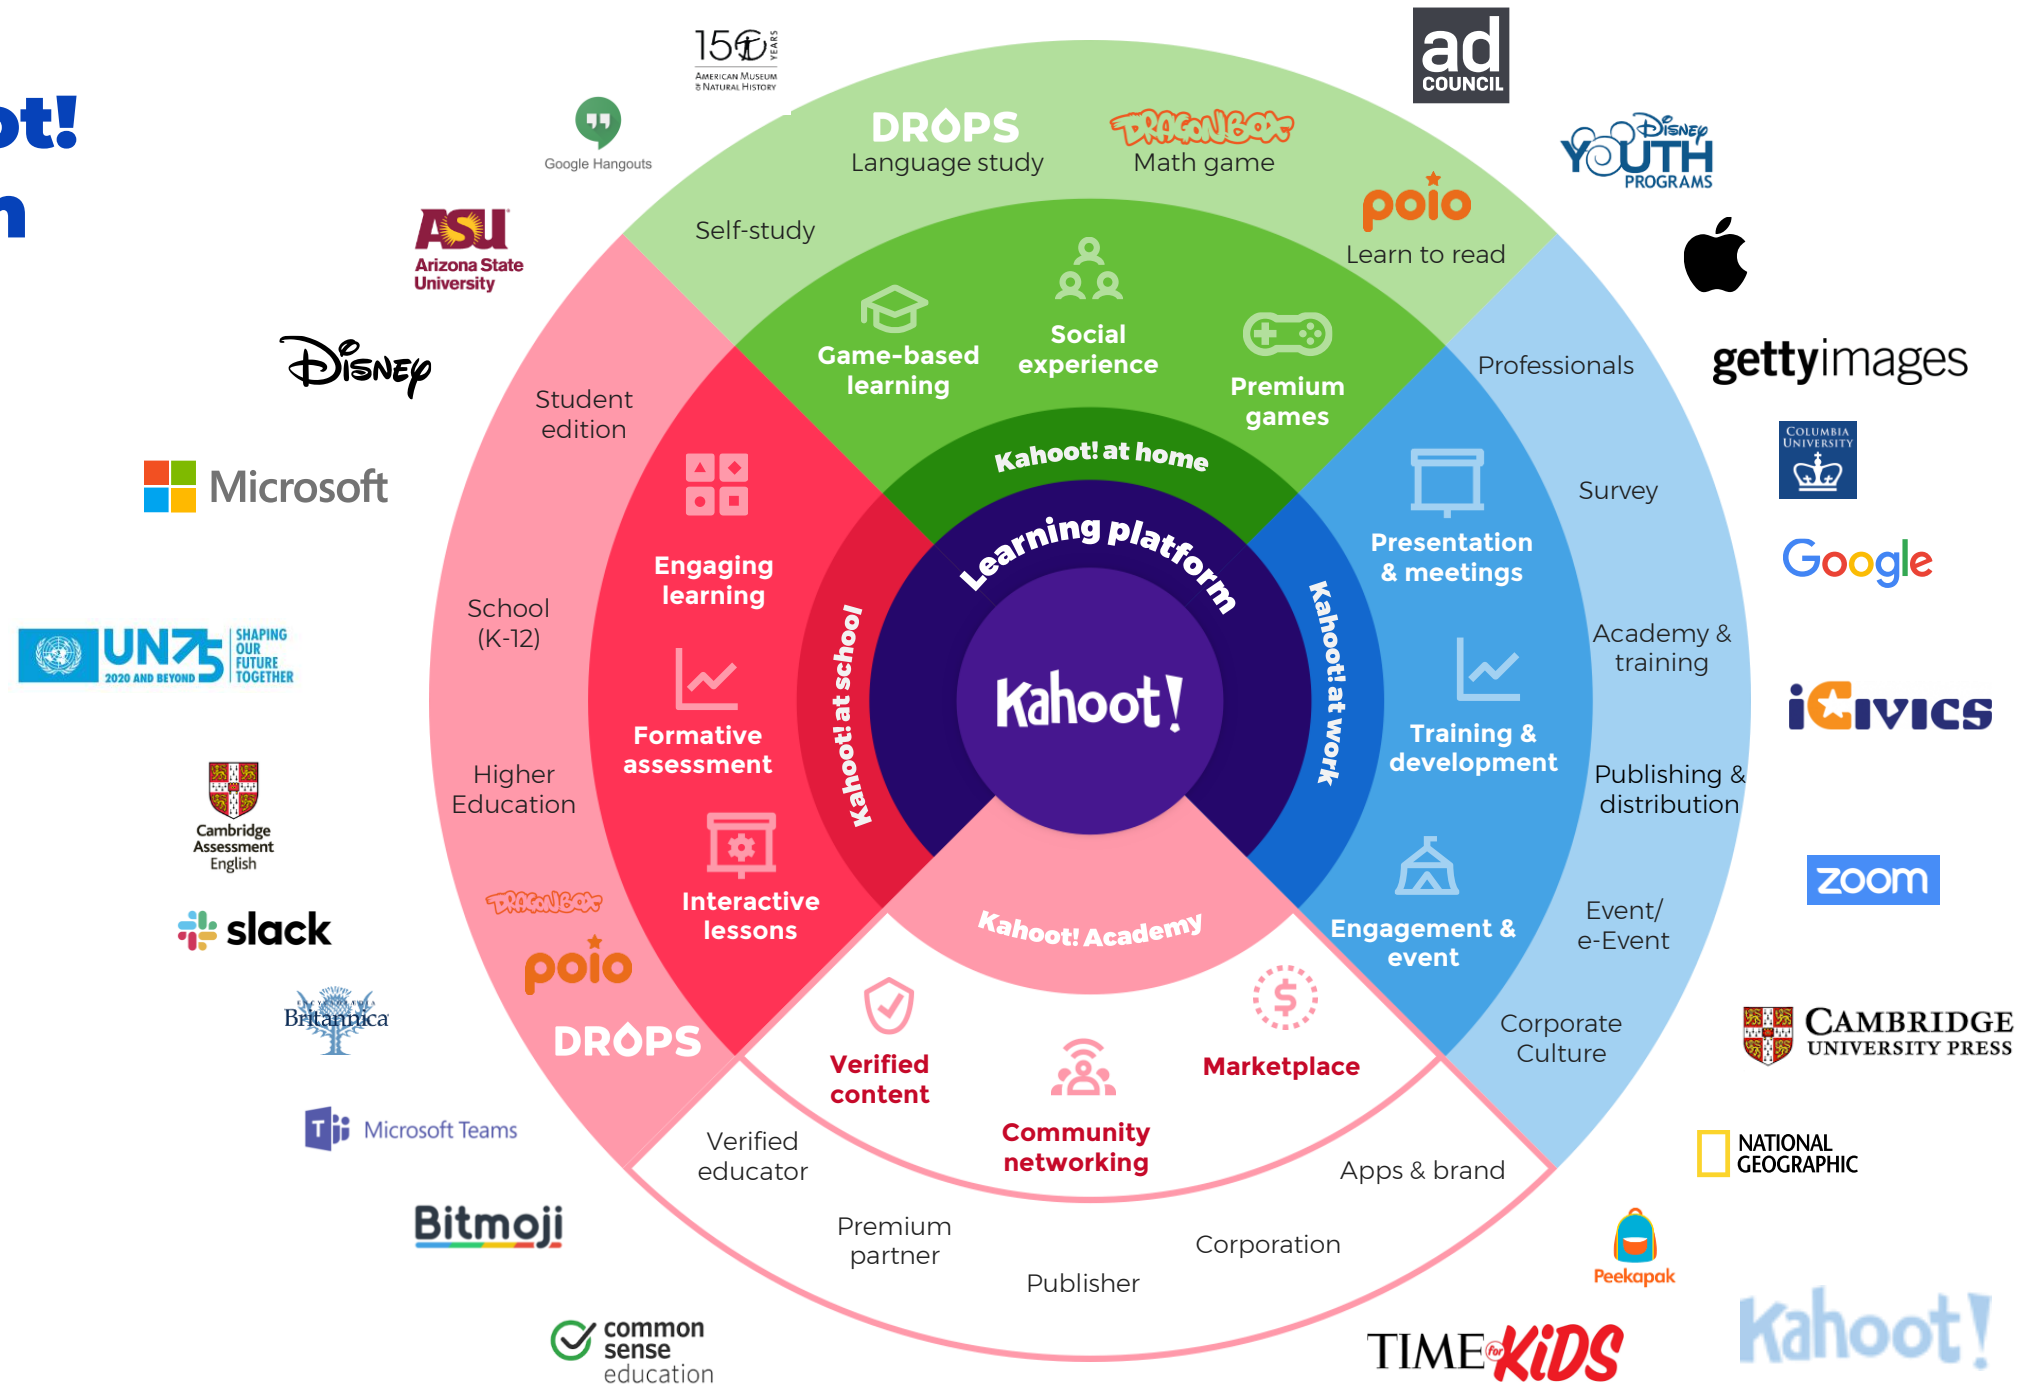 ot!
n
150 YEARS
AMERICAN MUSEUM
OF NATURAL HISTORY
Google Hangouts
ASU
Arizona State
University
Disney
Microsoft
UN75
2020 AND BEYOND
SHAPING
OUR
FUTURE
TOGETHER
Cambridge
Assessment
English
slack
ENCYCLOPÆDIA
Britannica
Microsoft Teams
Bitmoji
common
sense
education
ad
COUNCIL
Disney
YOUTH
PROGRAMS
gettyimages
COLUMBIA
UNIVERSITY
Google
iCivics
zoom
CAMBRIDGE
UNIVERSITY PRESS
NATIONAL
GEOGRAPHIC
Peekapak
TIME for KiDS
Kahoot!
DROPS
Language study
DRAGONBOX
Math game
poio
Learn to read
Self-study
Game-based
learning
Social
experience
Premium
games
Kahoot! at home
Learning platform
Kahoot!
Student
edition
School
(K-12)
Higher
Education
DRAGONBOX
poio
DROPS
Engaging
learning
Formative
assessment
Interactive
lessons
Kahoot! at school
Kahoot! at work
Presentation
& meetings
Training &
development
Engagement &
event
Professionals
Survey
Academy &
training
Publishing &
distribution
Event/
e-Event
Corporate
Culture
Kahoot! Academy
Verified
content
Community
networking
Marketplace
Verified
educator
Premium
partner
Publisher
Corporation
Apps & brand